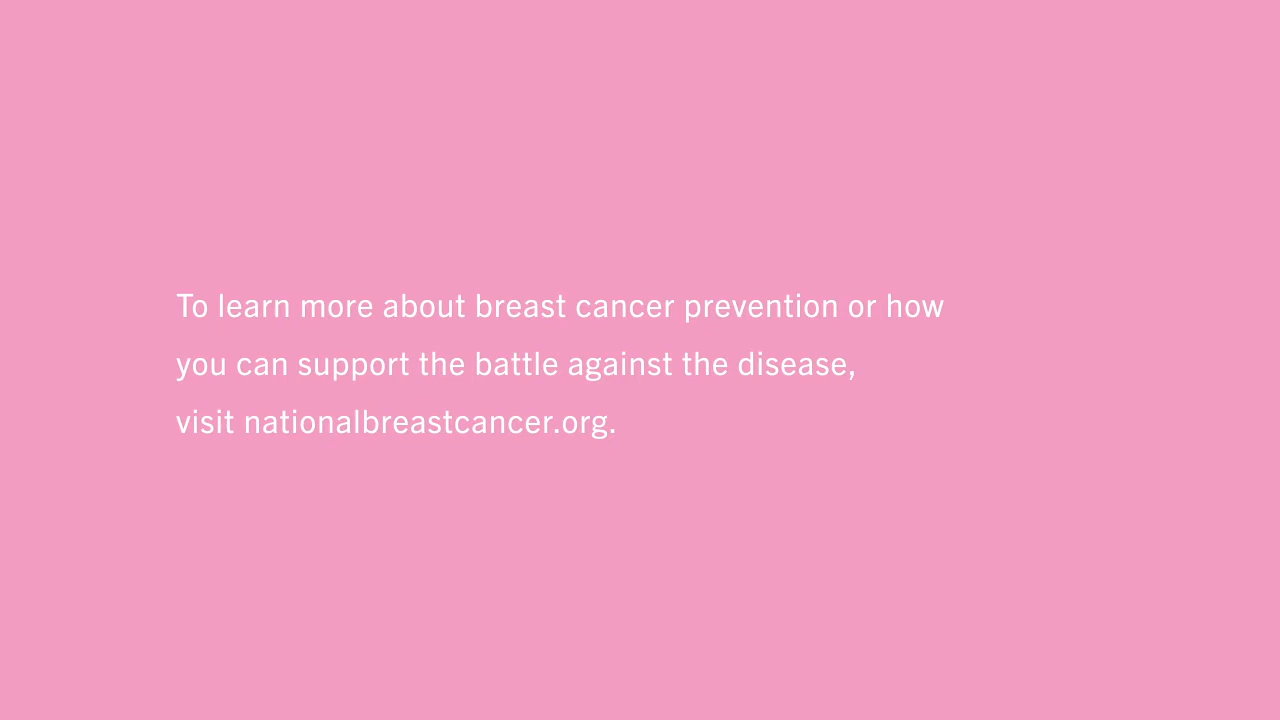 To learn more about breast cancer prevention or how
you can support the battle against the disease,
visit nationalbreastcancer.org.